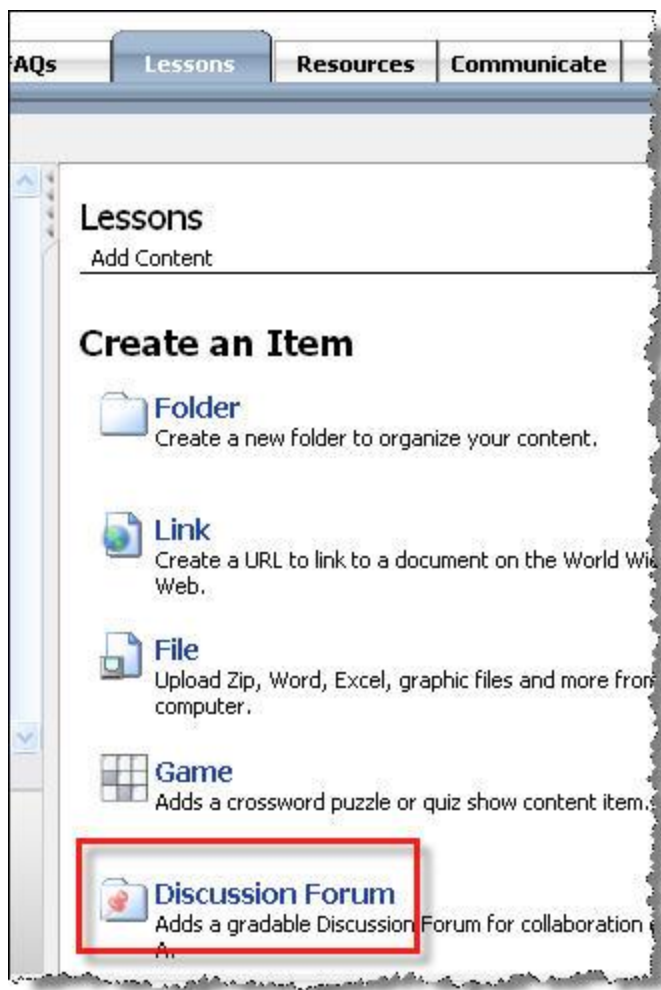 AQs Lessons Resources Communicate
Lessons
Add Content
Create an Item
Folder
Create a new folder to organize your content.
Link
Create a URL to link to a document on the World
Web.
File
Upload Zip, Word, Excel, graphic files and more from
computer.
Game
Adds a crossword puzzle or quiz show content item.
Discussion Forum
Adds a gradable Discussion Forum for collaboration
A.